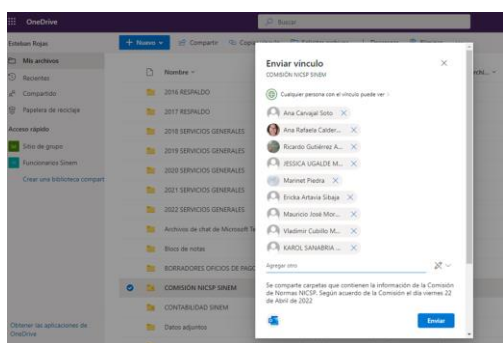 OneDrive
Buscar
Esteban Rojas
Mis archivos
Recientes
Compartido
Papelera de reciclaje
Acceso rápido
Sitio de grupo
Funcionarios Sinem
Crear una biblioteca compart
Obtener las aplicaciones de
OneDrive
+ Nuevo
Compartir
Nombre
2016 RESPALDO
2017 RESPALDO
2018 SERVICIOS GENERALES
2019 SERVICIOS GENERALES
2020 SERVICIOS GENERALES
2021 SERVICIOS GENERALES
2022 SERVICIOS GENERALES
Archivos de chat de Microsoft Te
Blocs de notas
BORRADORES OFICIOS DE PAGO
COMISIÓN NICSP SINEM
CONTABILIDAD SINEM
Datos adjuntos
Enviar vínculo
COMISIÓN NICSP SINEM
Cualquier persona con el vínculo puede ver
Ana Carvajal Soto
Ana Rafaela Calder...
Ricardo Gutiérrez A...
JESSICA UGALDE M...
Marinet Piedra
Ericka Artavia Sibaja
Mauricio José Mor...
Vladimir Cubillo M...
KAROL SANABRIA ...
Agregar otro
Se comparte carpetas que contienen la información de la Comisión
de Normas NICSP. Según acuerdo de la Comisión el día viernes 22
de Abril de 2022
Enviar